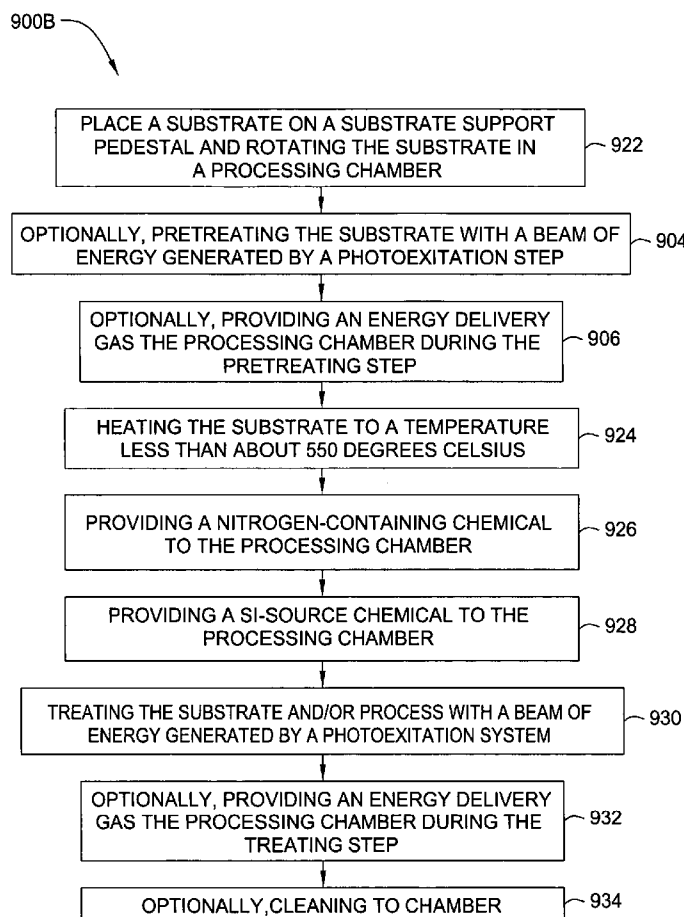 900B
PLACE A SUBSTRATE ON A SUBSTRATE SUPPORT
PEDESTAL AND ROTATING THE SUBSTRATE IN
A PROCESSING CHAMBER
922
OPTIONALLY, PRETREATING THE SUBSTRATE WITH A BEAM OF
ENERGY GENERATED BY A PHOTOEXITATION STEP
904
OPTIONALLY, PROVIDING AN ENERGY DELIVERY
GAS THE PROCESSING CHAMBER DURING THE
PRETREATING STEP
906
HEATING THE SUBSTRATE TO A TEMPERATURE
LESS THAN ABOUT 550 DEGREES CELSIUS
924
PROVIDING A NITROGEN-CONTAINING CHEMICAL
TO THE PROCESSING CHAMBER
926
PROVIDING A SI-SOURCE CHEMICAL TO THE
PROCESSING CHAMBER
928
TREATING THE SUBSTRATE AND/OR PROCESS WITH A BEAM OF
ENERGY GENERATED BY A PHOTOEXITATION SYSTEM
930
OPTIONALLY, PROVIDING AN ENERGY DELIVERY
GAS THE PROCESSING CHAMBER DURING THE
TREATING STEP
932
OPTIONALLY,CLEANING TO CHAMBER
934